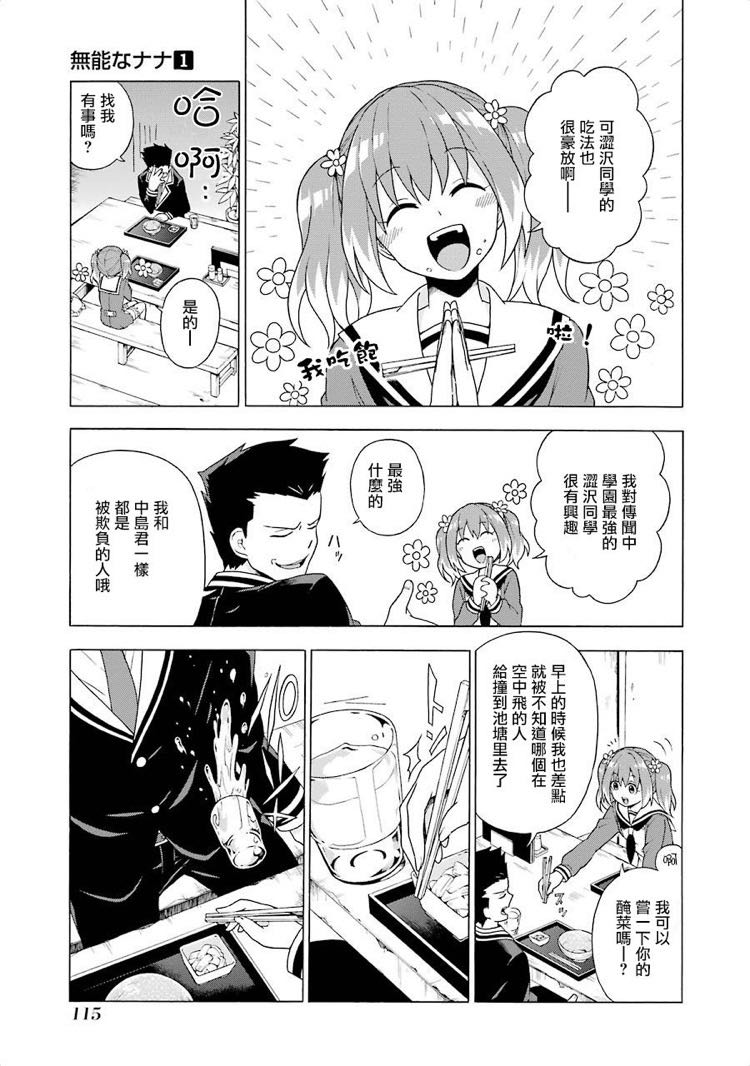 無能なナナ1
可澀沢同學的
吃法也
很豪放啊—
我吃飽
啦！
哈啊…
找我
有事嗎？
是的—
我對傳聞中
學園最強的
澀沢同學
很有興趣
最強
什麼的
ハッ
我和
中島君一樣
都是
被欺負的人哦
早上的時候我也差點
就被不知道哪個在
空中飛的人
給撞到池塘里去了
啊
我可以
嘗一下你的
醃菜嗎—？
スッ
115